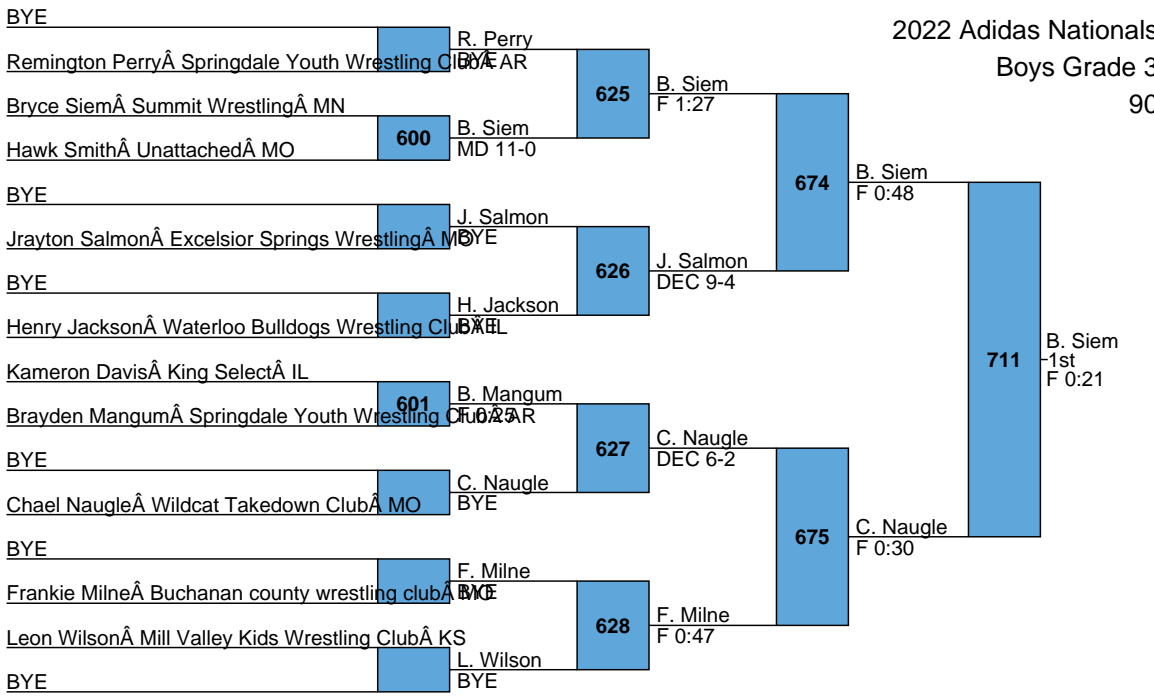 2022 Adidas Nationals
Boys Grade 3
90
BYE
Remington PerryÂ Springdale Youth Wrestling ClubÂ AR
Bryce SiemÂ Summit WrestlingÂ MN
Hawk SmithÂ UnattachedÂ MO
BYE
Jrayton SalmonÂ Excelsior Springs WrestlingÂ MO
BYE
Henry JacksonÂ Waterloo Bulldogs Wrestling ClubÂ IL
Kameron DavisÂ King SelectÂ IL
Brayden MangumÂ Springdale Youth Wrestling ClubÂ AR
BYE
Chael NaugleÂ Wildcat Takedown ClubÂ MO
BYE
Frankie MilneÂ Buchanan county wrestling clubÂ MO
Leon WilsonÂ Mill Valley Kids Wrestling ClubÂ KS
BYE
600
601
R. Perry
BYE
B. Siem
MD 11-0
J. Salmon
BYE
H. Jackson
BYE
B. Mangum
F 0:25
C. Naugle
BYE
F. Milne
BYE
L. Wilson
BYE
625
626
627
628
B. Siem
F 1:27
J. Salmon
DEC 9-4
C. Naugle
DEC 6-2
F. Milne
F 0:47
674
675
B. Siem
F 0:48
C. Naugle
F 0:30
711
B. Siem
1st
F 0:21